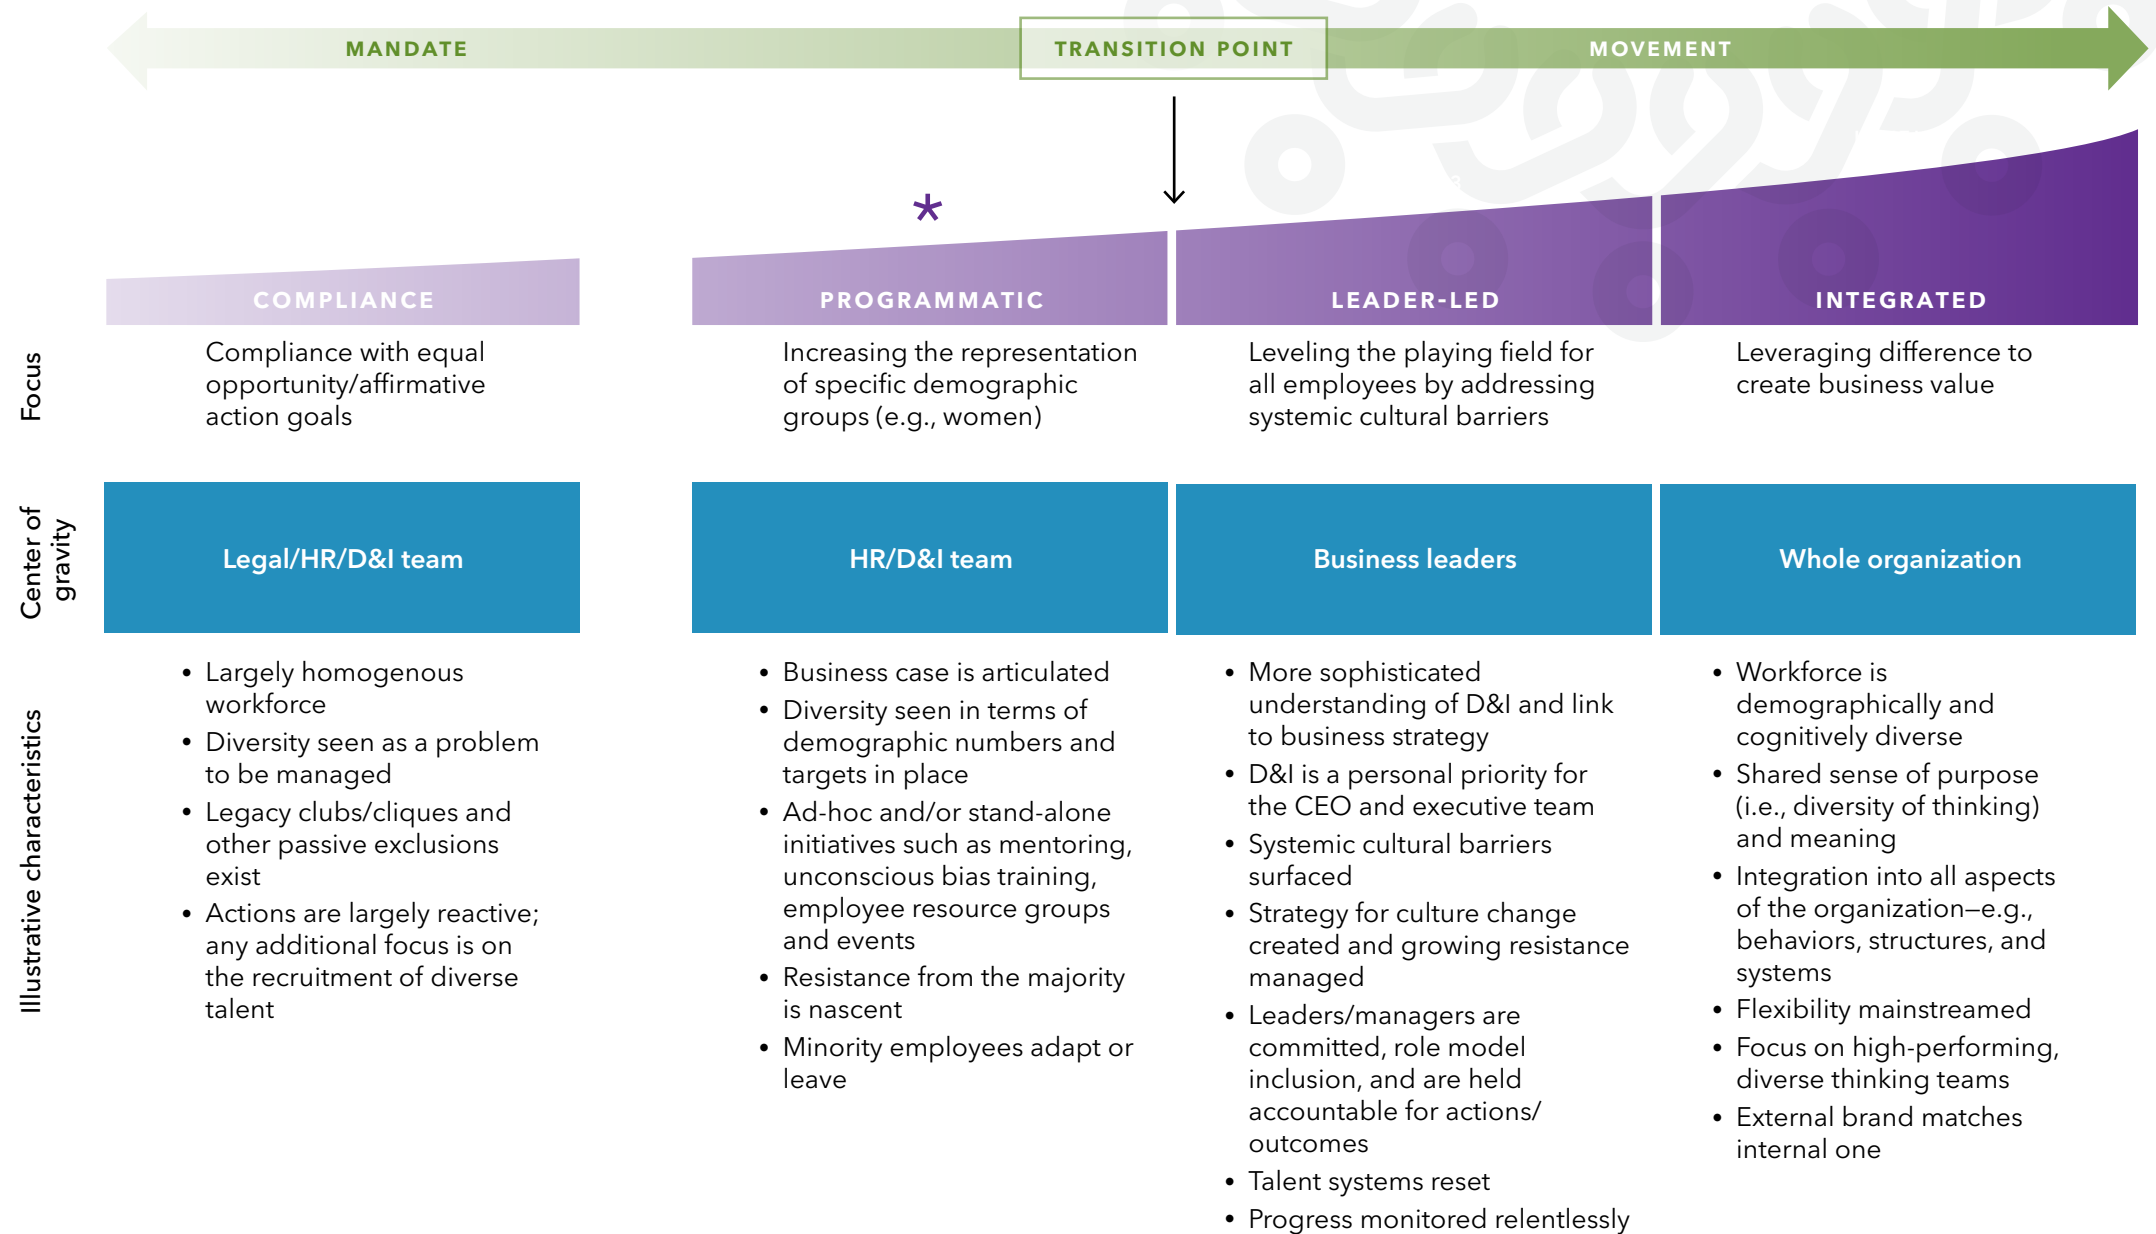 MANDATE
TRANSITION POINT
MOVEMENT
*
COMPLIANCE
PROGRAMMATIC
LEADER-LED
INTEGRATED
Focus
Compliance with equal
opportunity/affirmative
action goals
Increasing the representation
of specific demographic
groups (e.g., women)
Leveling the playing field for
all employees by addressing
systemic cultural barriers
Leveraging difference to
create business value
Center of
gravity
Legal/HR/D&I team
HR/D&I team
Business leaders
Whole organization
Illustrative characteristics
• Largely homogenous
workforce
• Diversity seen as a problem
to be managed
• Legacy clubs/cliques and
other passive exclusions
exist
• Actions are largely reactive;
any additional focus is on
the recruitment of diverse
talent
• Business case is articulated
• Diversity seen in terms of
demographic numbers and
targets in place
• Ad-hoc and/or stand-alone
initiatives such as mentoring,
unconscious bias training,
employee resource groups
and events
• Resistance from the majority
is nascent
• Minority employees adapt or
leave
• More sophisticated
understanding of D&I and link
to business strategy
• D&I is a personal priority for
the CEO and executive team
• Systemic cultural barriers
surfaced
• Strategy for culture change
created and growing resistance
managed
• Leaders/managers are
committed, role model
inclusion, and are held
accountable for actions/
outcomes
• Talent systems reset
• Progress monitored relentlessly
• Workforce is
demographically and
cognitively diverse
• Shared sense of purpose
(i.e., diversity of thinking)
and meaning
• Integration into all aspects
of the organization—e.g.,
behaviors, structures, and
systems
• Flexibility mainstreamed
• Focus on high-performing,
diverse thinking teams
• External brand matches
internal one